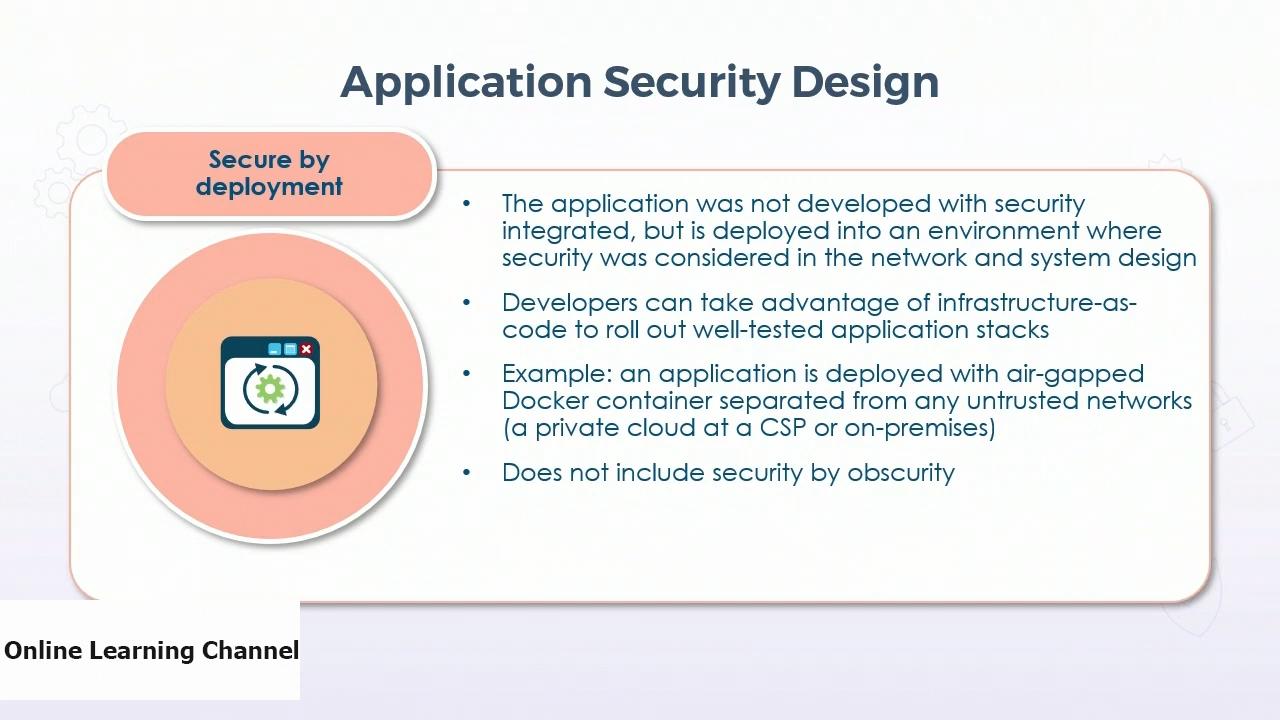 Application Security Design
Secure by
deployment
• The application was not developed with security
integrated, but is deployed into an environment where
security was considered in the network and system design
• Developers can take advantage of infrastructure-as-
code to roll out well-tested application stacks
• Example: an application is deployed with air-gapped
Docker container separated from any untrusted networks
(a private cloud at a CSP or on-premises)
• Does not include security by obscurity
Online Learning Channel